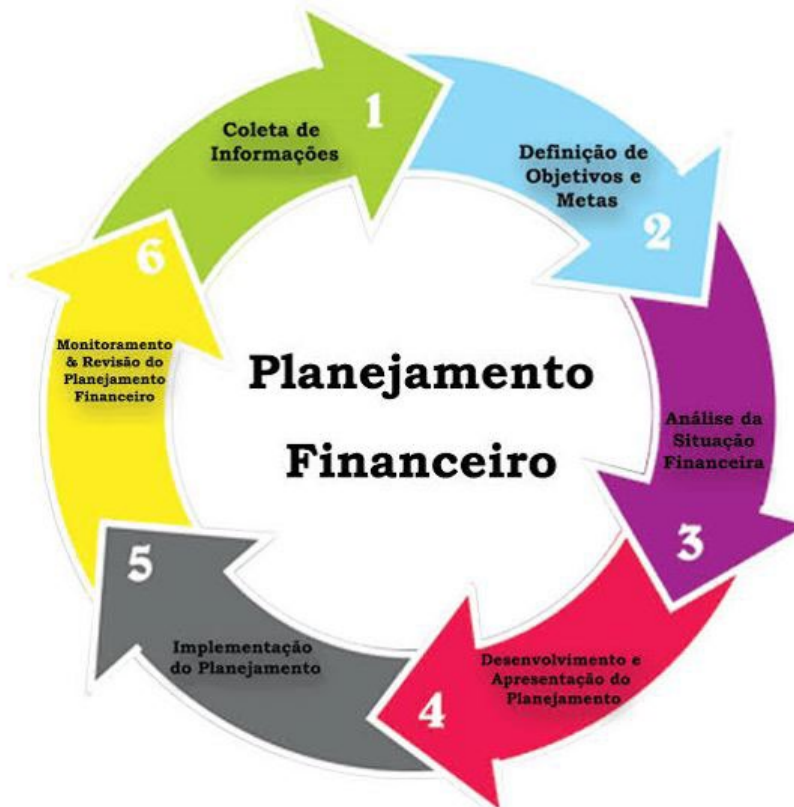 1
Coleta de
Informações
Definição de
Objetivos e
Metas
2
Análise da
Situação
Financeira
3
Desenvolvimento e
Apresentação do
Planejamento
4
Implementação
do Planejamento
5
Monitoramento
& Revisão do
Planejamento
Financeiro
6
Planejamento
Financeiro